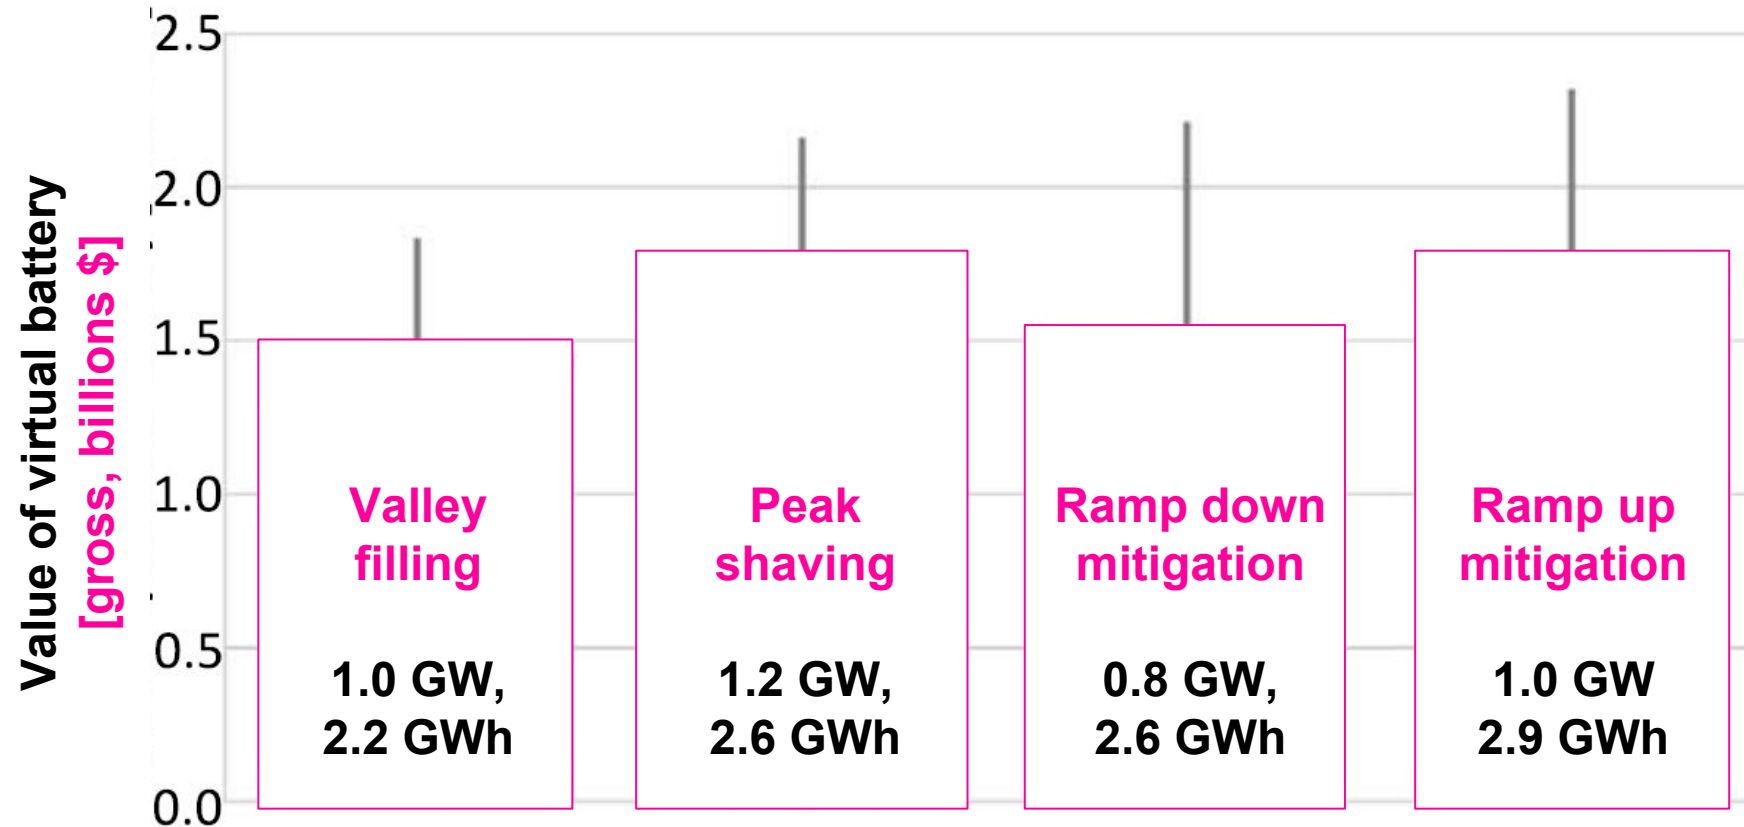 Value of virtual battery
[gross, billions $]
2.5
2.0
1.5
1.0
0.5
0.0
Valley
filling
1.0 GW,
2.2 GWh
Peak
shaving
1.2 GW,
2.6 GWh
Ramp down
mitigation
0.8 GW,
2.6 GWh
Ramp up
mitigation
1.0 GW
2.9 GWh